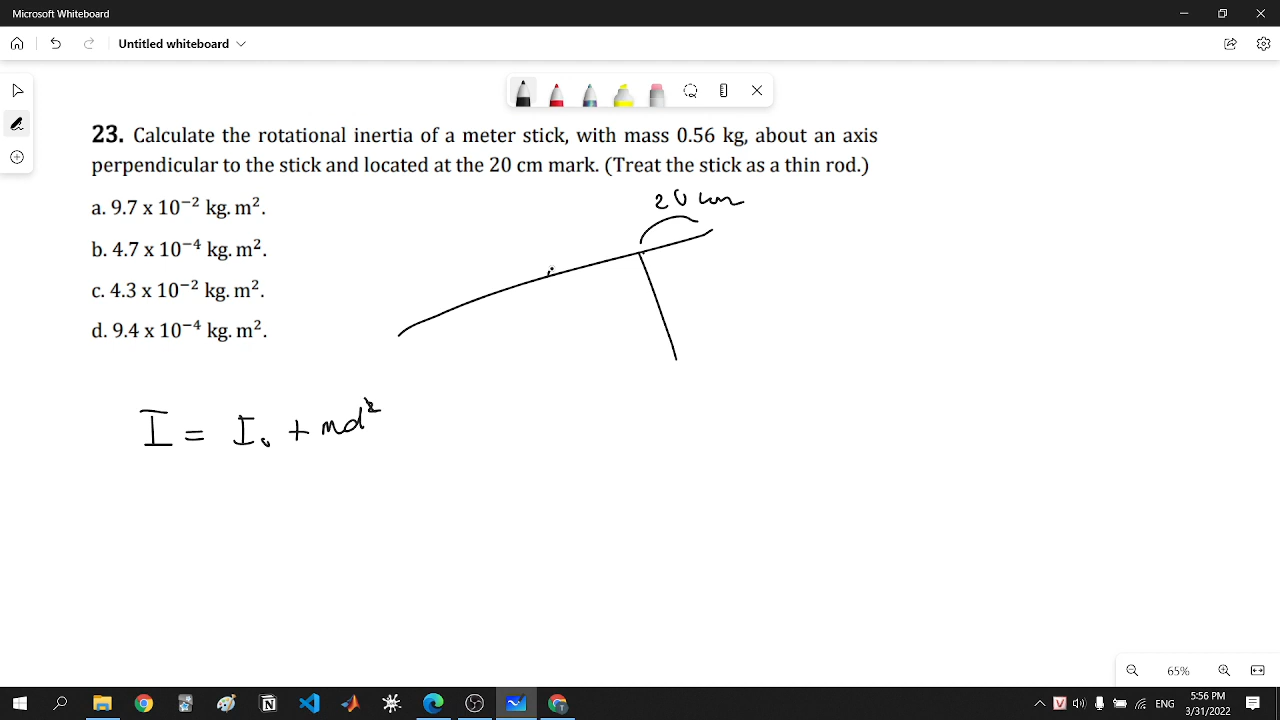 Microsoft Whiteboard
Untitled whiteboard
23. Calculate the rotational inertia of a meter stick, with mass 0.56 kg, about an axis
perpendicular to the stick and located at the 20 cm mark. (Treat the stick as a thin rod.)
20 cm
a. 9.7 x 10⁻² kg. m².
b. 4.7 x 10⁻⁴ kg. m².
c. 4.3 x 10⁻² kg. m².
d. 9.4 x 10⁻⁴ kg. m².
I = I₀ + md²
65%
ENG
5:56 PM
3/31/2022